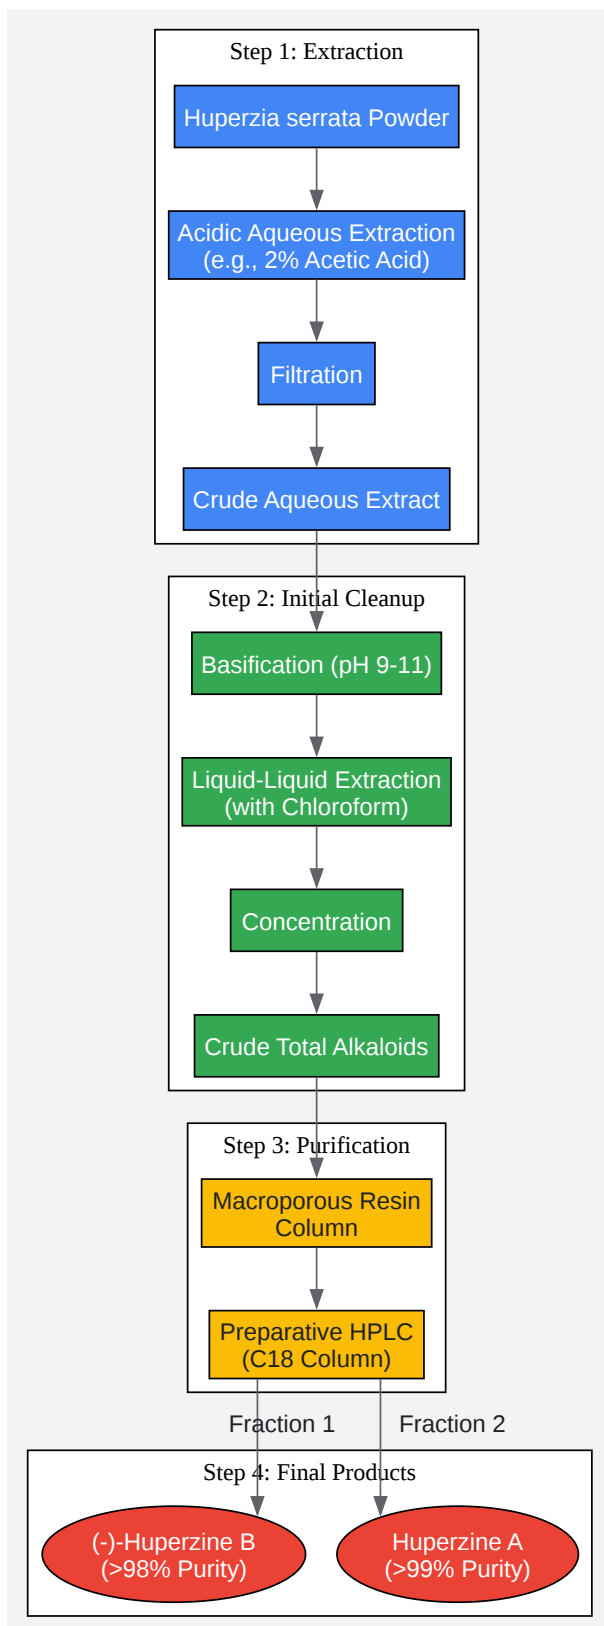 Step 1: Extraction
Huperzia serrata Powder
Acidic Aqueous Extraction
(e.g., 2% Acetic Acid)
Filtration
Crude Aqueous Extract
Step 2: Initial Cleanup
Basification (pH 9-11)
Liquid-Liquid Extraction
(with Chloroform)
Concentration
Crude Total Alkaloids
Step 3: Purification
Macroporous Resin
Column
Preparative HPLC
(C18 Column)
Fraction 1
Fraction 2
Step 4: Final Products
(-)-Huperzine B
(>98% Purity)
Huperzine A
(>99% Purity)